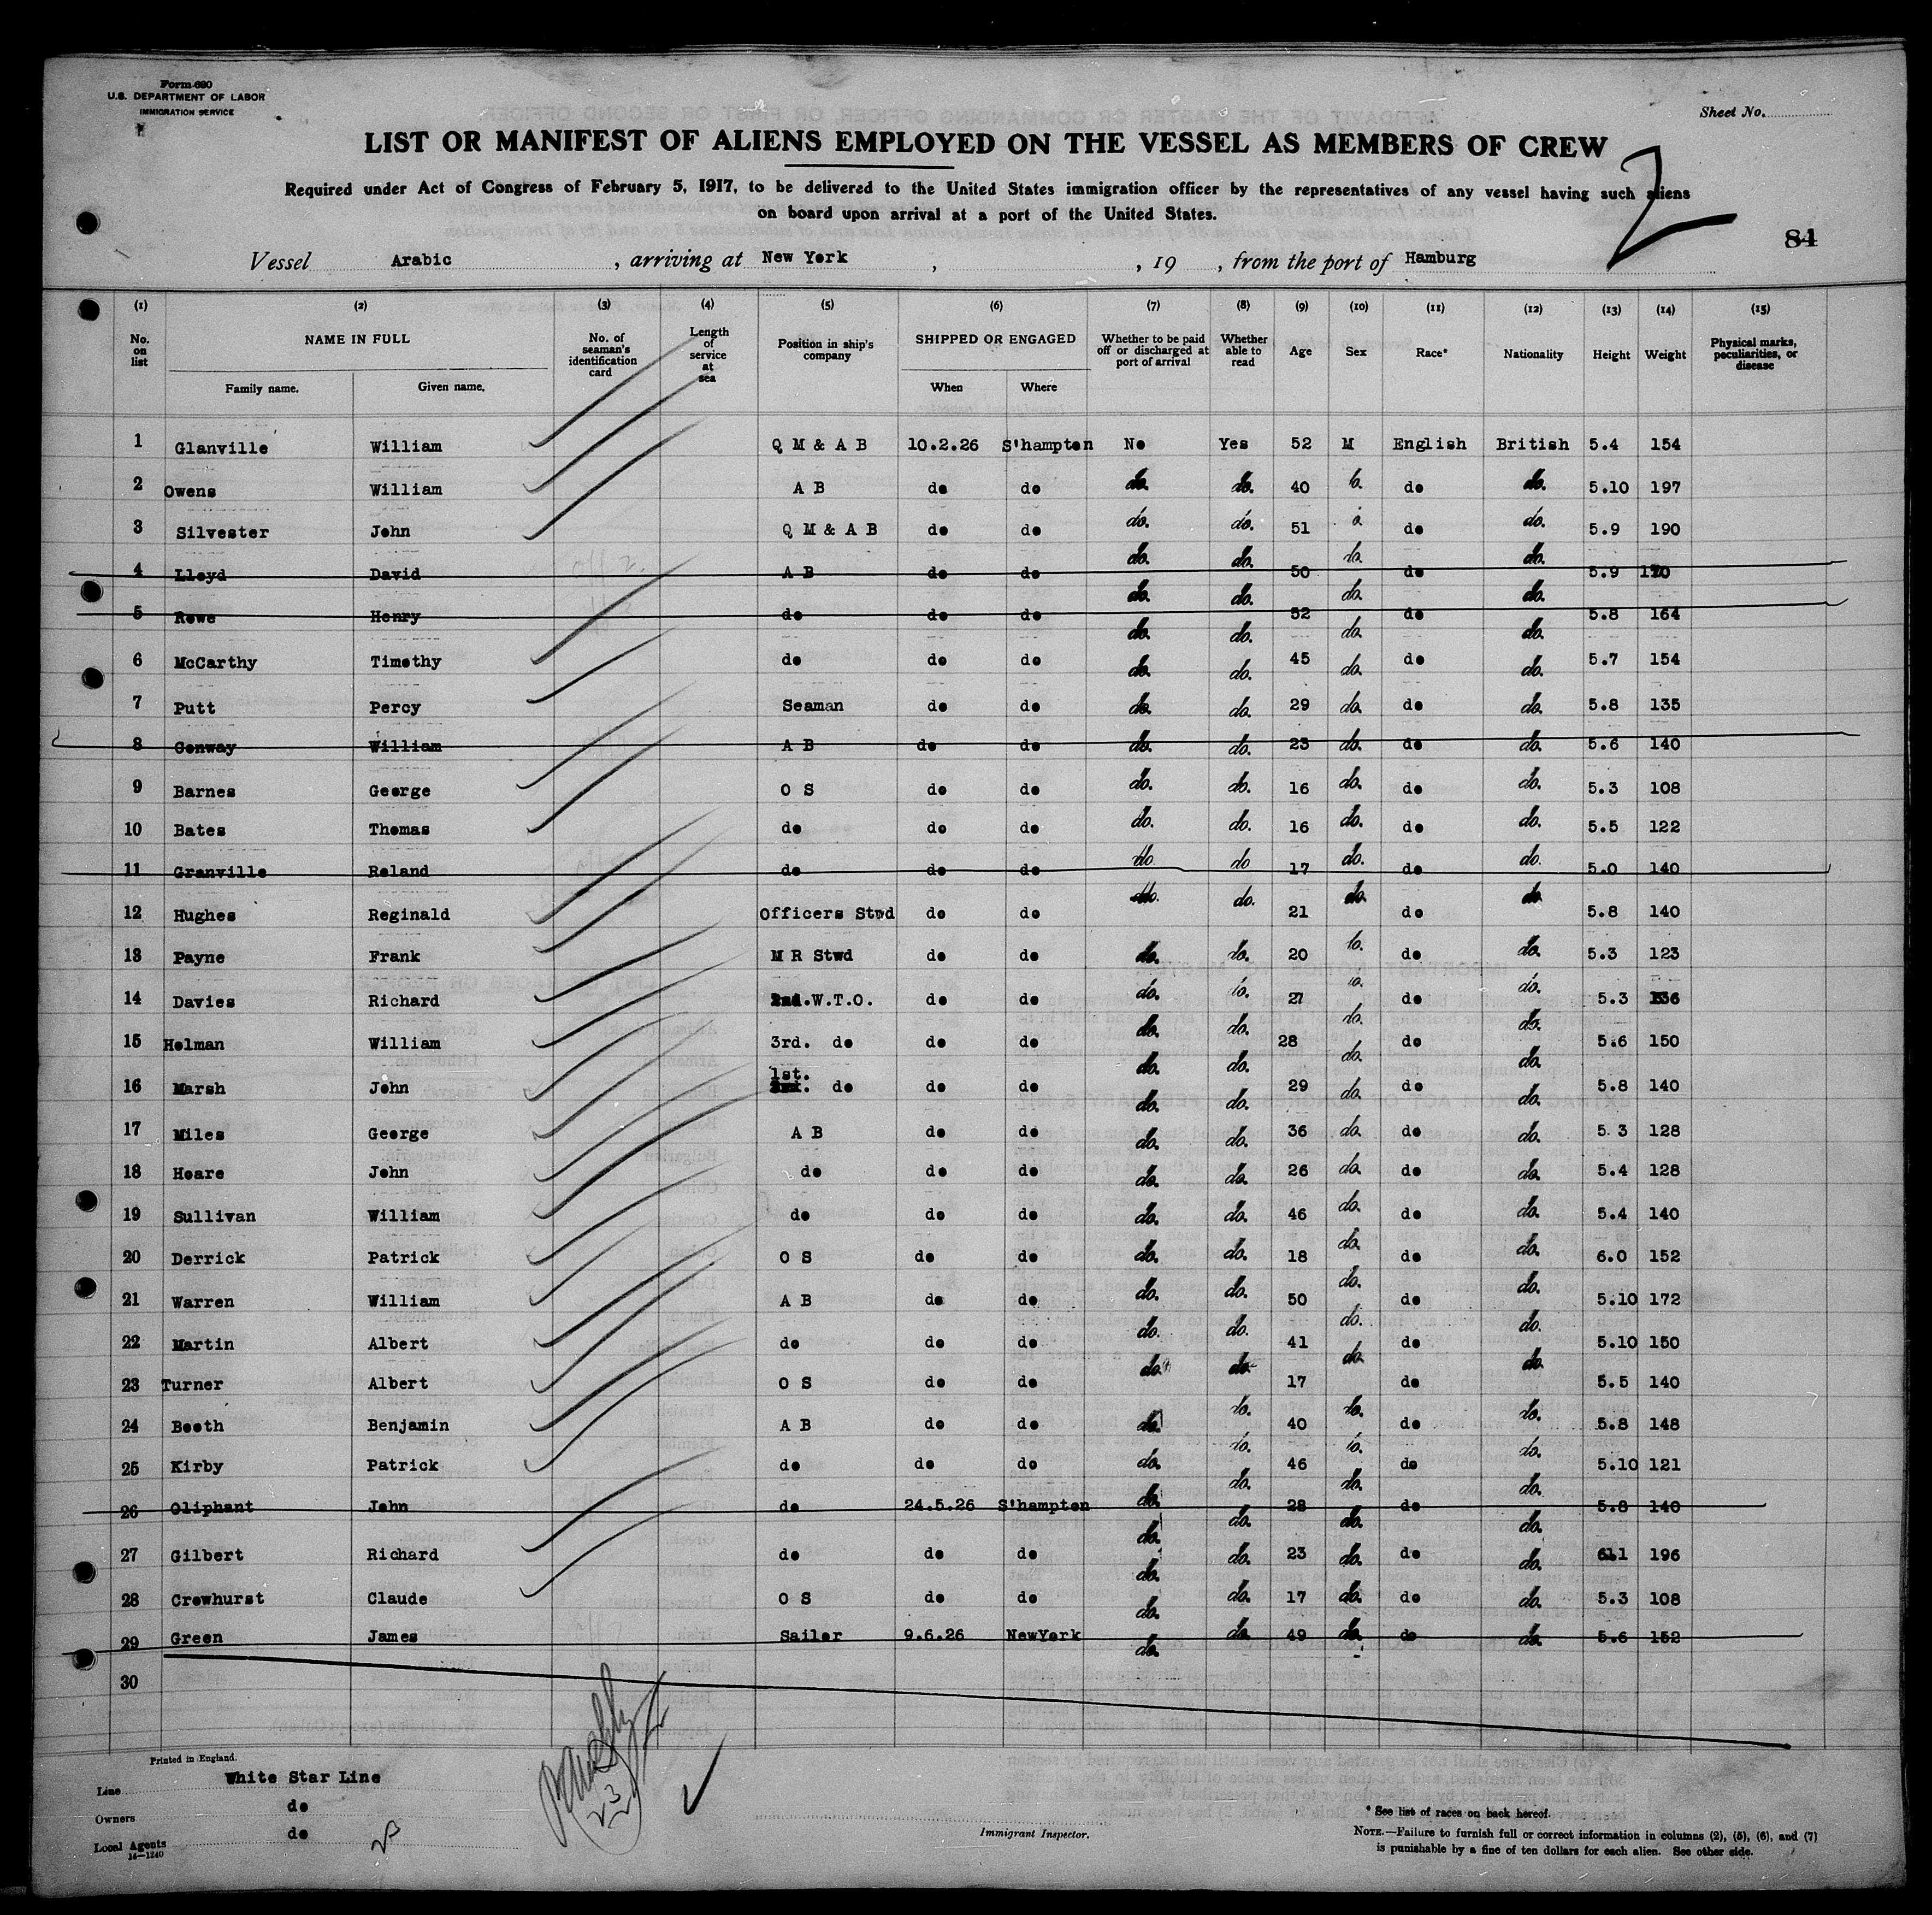 Form 680
U.S. DEPARTMENT OF LABOR
IMMIGRATION SERVICE
Sheet No.
LIST OR MANIFEST OF ALIENS EMPLOYED ON THE VESSEL AS MEMBERS OF CREW
2
Required under Act of Congress of February 5, 1917, to be delivered to the United States immigration officer by the representatives of any vessel having such aliens
on board upon arrival at a port of the United States.
84
Vessel Arabic , arriving at New York , , 19 , from the port of Hamburg
(1) (2) (3) (4) (5) (6) (7) (8) (9) (10) (11) (12) (13) (14) (15)
No. on list NAME IN FULL No. of seaman's identification card Length of service at sea Position in ship's company SHIPPED OR ENGAGED Whether to be paid off or discharged at port of arrival Whether able to read Age Sex Race* Nationality Height Weight Physical marks, peculiarities, or disease
Family name. Given name. When Where
1 Glanville William Q M & A B 10.2.26 S'hampton No Yes 52 M English British 5.4 154
2 Owens William A B do do do. do. 40 do. do do. 5.10 197
3 Silvester John Q M & A B do do do. do. 51 do. do do. 5.9 190
4 Lloyd David A B do do do. do. 50 do. do do. 5.9
5 Rowe Henry do do do do. do. 52 do. do do. 5.8 164
6 McCarthy Timothy do do do do. do. 45 do. do do. 5.7 154
7 Putt Percy Seaman do do do. do. 29 do. do do. 5.8 135
8 Conway William A B do do do. do. 23 do. do do. 5.6 140
9 Barnes George O S do do do. do. 16 do. do do. 5.3 108
10 Bates Thomas do do do do. do. 16 do. do do. 5.5 122
11 Granville Roland do do do do. do 17 do. do do. 5.0 140
12 Hughes Reginald Officers Stwd do do do. do. 21 do. do do. 5.8 140
13 Payne Frank M R Stwd do do do. do. 20 do. do do. 5.3 123
14 Davies Richard 2nd.W.T.O. do do do. do. 27 do. do do. 5.3 136
15 Holman William 3rd. do do do do. do. 28 do. do do. 5.6 150
16 Marsh John 1st. do do do do. do. 29 do. do do. 5.8 140
17 Miles George A B do do do. do. 36 do. do do. 5.3 128
18 Hoare John do do do do. do. 26 do. do do. 5.4 128
19 Sullivan William do do do do. do. 46 do. do do. 5.4 140
20 Derrick Patrick O S do do do. do. 18 do. do do. 6.0 152
21 Warren William A B do do do. do. 50 do. do do. 5.10 172
22 Martin Albert do do do do. do. 41 do. do do. 5.10 150
23 Turner Albert O S do do do. do. 17 do. do do. 5.5 140
24 Booth Benjamin A B do do do. do. 40 do. do do. 5.8 148
25 Kirby Patrick do do do do. do. 46 do. do do. 5.10 121
26 Oliphant John do 24.5.26 S'hampton do. do. 28 do. do do. 5.8 140
27 Gilbert Richard do do do do. do. 23 do. do do. 196
28 Crowhurst Claude O S do do do. do. 17 do. do do. 5.3 108
29 Green James Sailor 9.6.26 NewYork do. do. 49 do. do do. 5.6 152
30
Printed in England.
Line White Star Line
Owners do
Local Agents do
14—1240
23
Immigrant Inspector.
* See list of races on back hereof.
NOTE.—Failure to furnish full or correct information in columns (2), (5), (6), and (7)
is punishable by a fine of ten dollars for each alien. See other side.